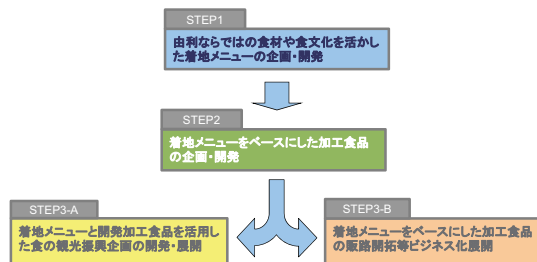 STEP1
由利ならではの食材や食文化を活かし
た着地メニューの企画・開発
STEP2
着地メニューをベースにした加工食品
の企画・開発
STEP3-A
着地メニューと開発加工食品を活用し
た食の観光振興企画の開発・展開
STEP3-B
着地メニューをベースにした加工食品
の販路開拓等ビジネス化展開